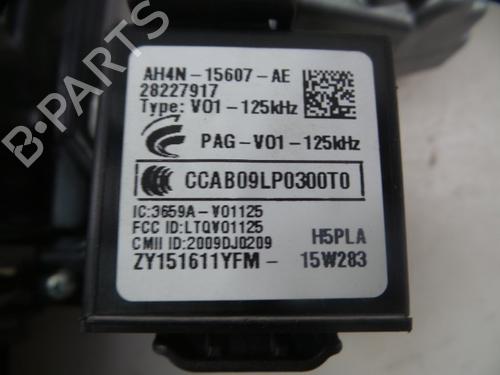 AH4N-15607-AE
28227917
Type: V01-125kHz
PAG-V01-125kHz
CCAB09LP0300T0
IC:3659A-V01125
FCC ID:LTQV01125
CMII ID:2009DJ0209
H5PLA
ZY151611YFM- 15W283
B-PARTS